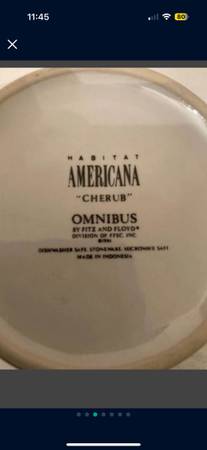 11:45
80
HABITAT
AMERICANA
"CHERUB"
OMNIBUS
BY FITZ AND FLOYD®
DIVISION OF FFSC, INC.
DISHWASHER SAFE, STONEWARE, MICROWAVE SAFE
MADE IN INDONESIA